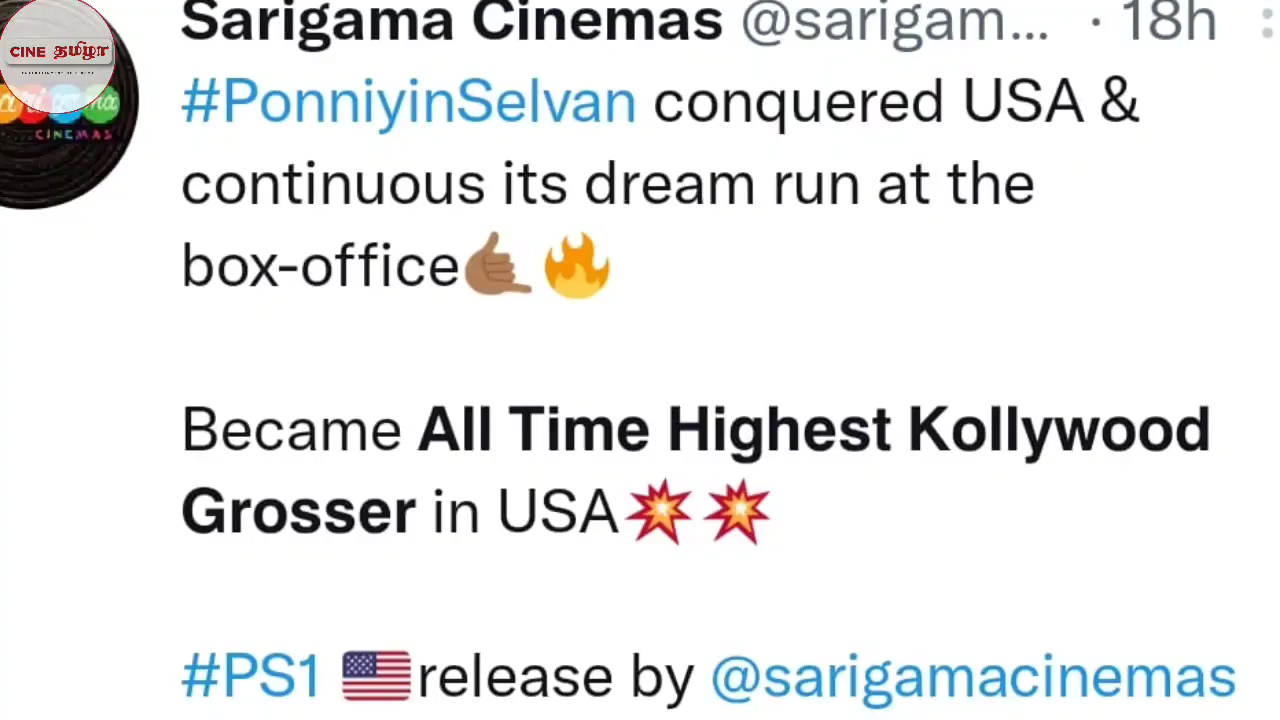 Sarigama Cinemas @sarigam... · 18h
CINE தமிழா
#PonniyinSelvan conquered USA &
CINEMAS
continuous its dream run at the
box-office🤙🏽🔥
Became All Time Highest Kollywood
Grosser in USA💥💥
#PS1 🇺🇸release by @sarigamacinemas